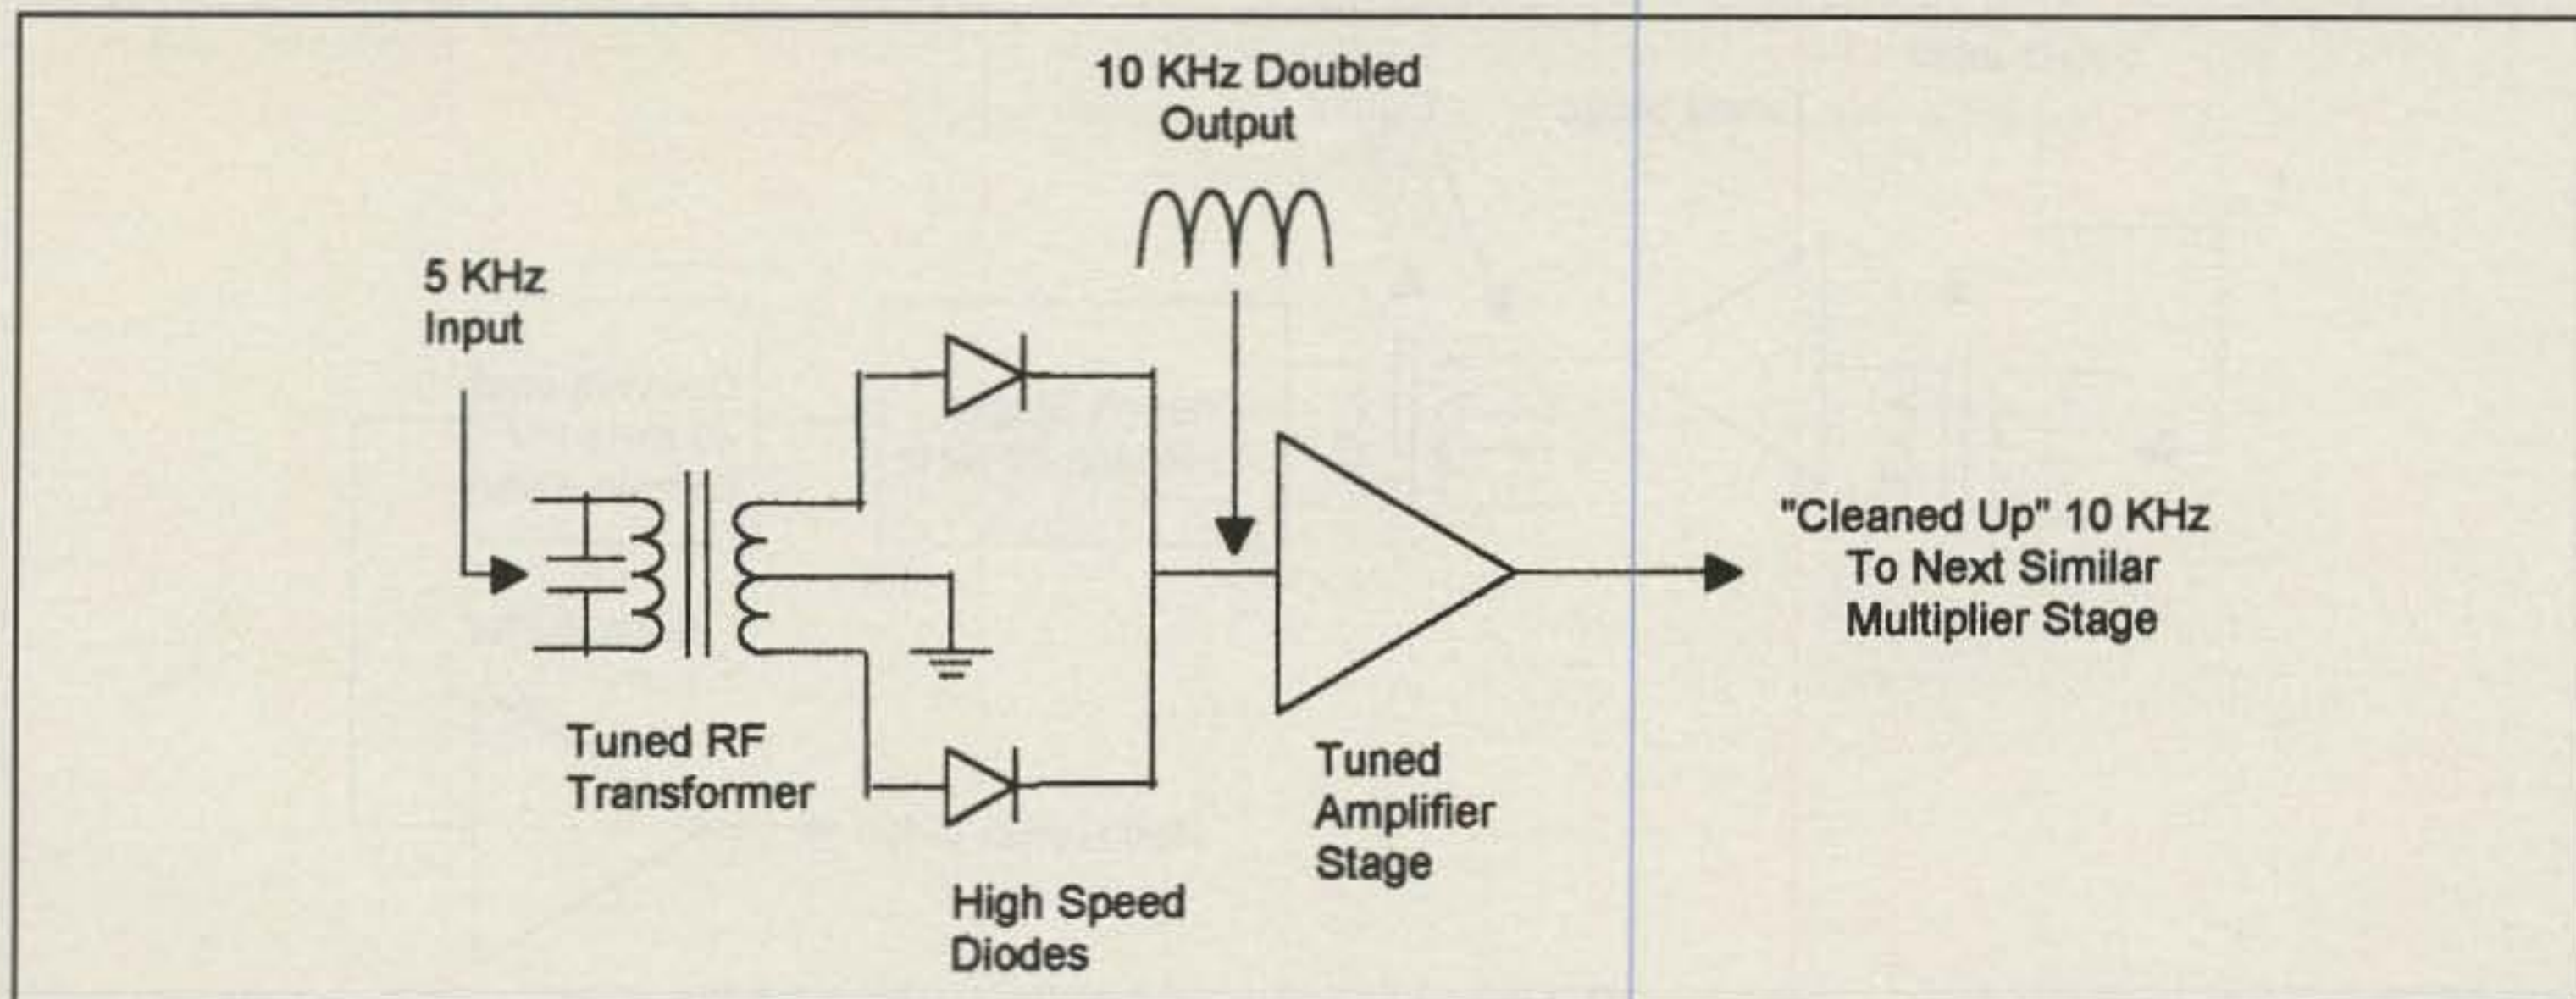 10 KHz Doubled
Output
5 KHz
Input
"Cleaned Up" 10 KHz
To Next Similar
Multiplier Stage
Tuned RF
Transformer
Tuned
Amplifier
Stage
High Speed
Diodes